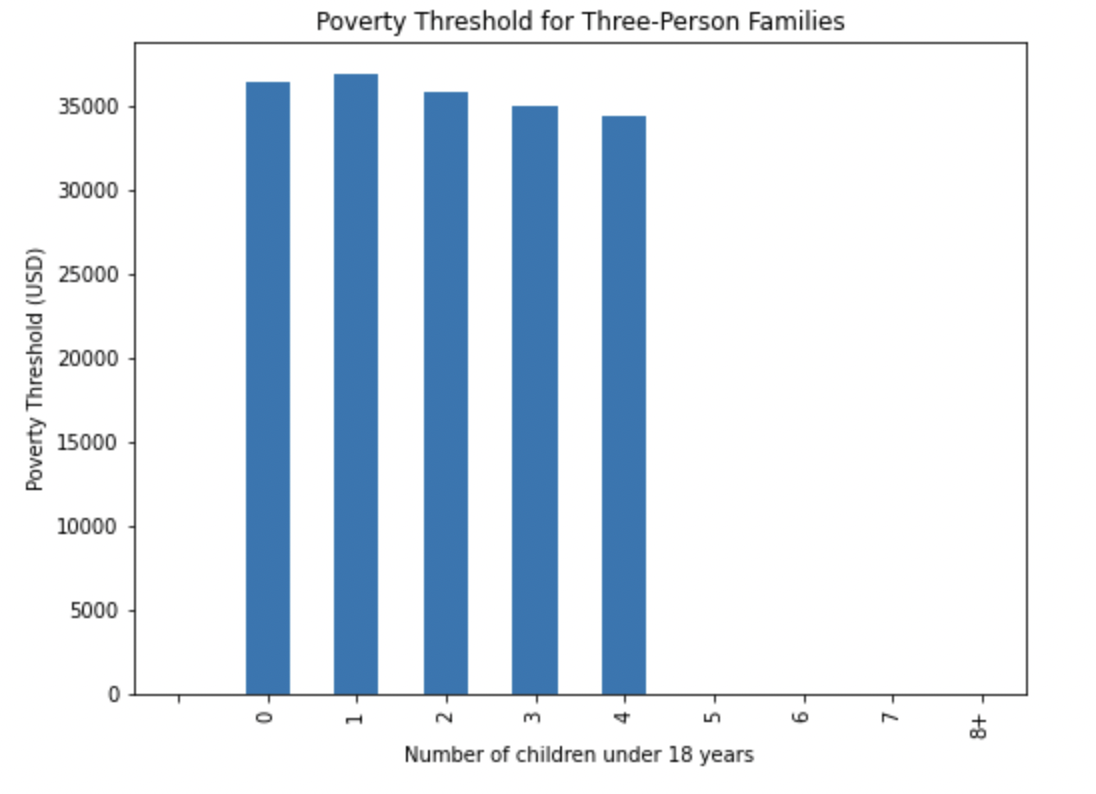 Poverty Threshold for Three-Person Families
Poverty Threshold (USD)
35000
30000
25000
20000
15000
10000
5000
0
0 1 2 3 4 5 6 7 8+
Number of children under 18 years